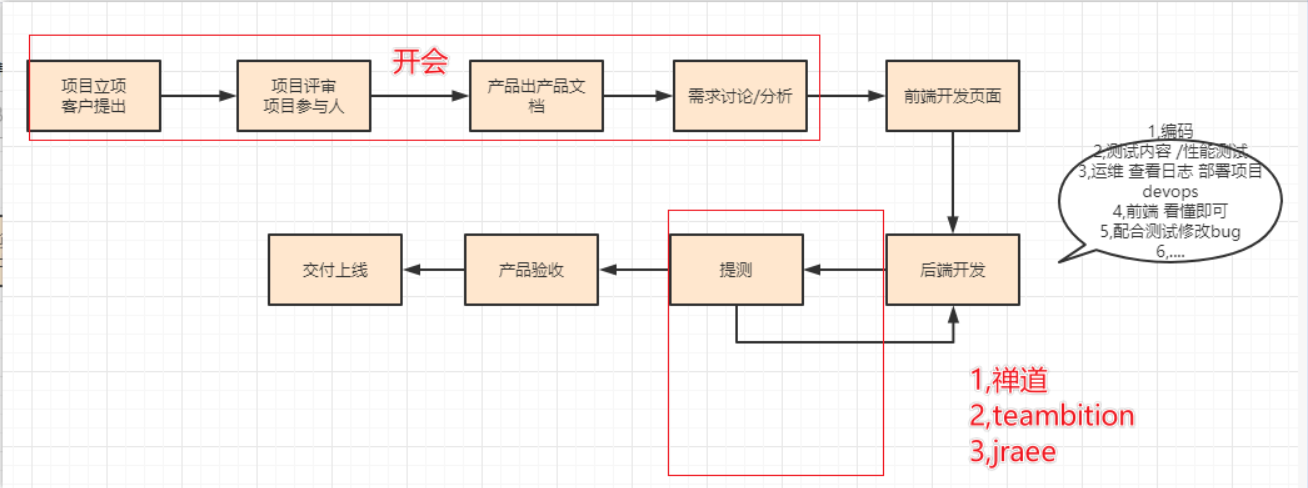 开会
项目立项
客户提出
项目评审
项目参与人
产品出产品文
档
需求讨论/分析
前端开发页面
1,编码
2,测试内容 /性能测试
3,运维 查看日志 部署项目
devops
4,前端 看懂即可
5,配合测试修改bug
6,....
交付上线
产品验收
提测
后端开发
1,禅道
2,teambition
3,jraee